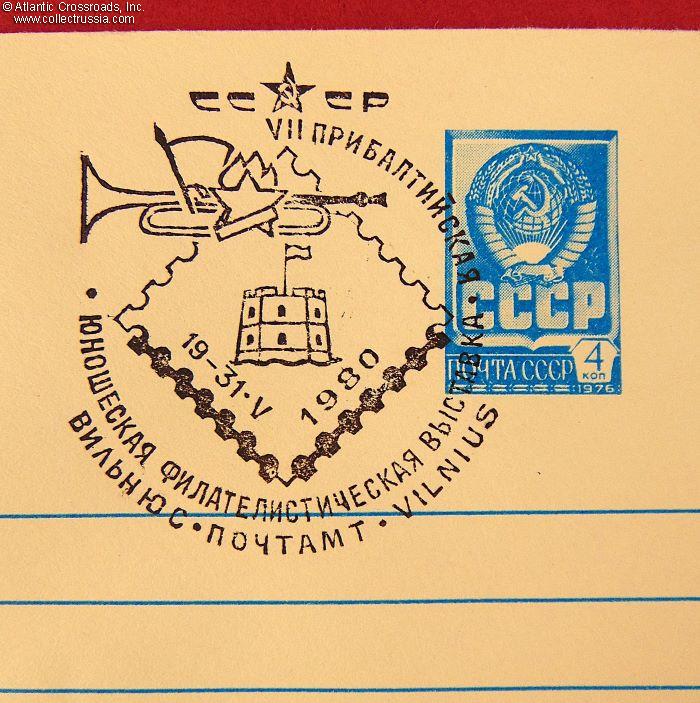 © Atlantic Crossroads, Inc.
www.collectrussia.com
СССР
VII ПРИБАЛТИЙСКАЯ
• ЮНОШЕСКАЯ ФИЛАТЕЛИСТИЧЕСКАЯ ВЫСТАВКА •
19-31·V
1980
ВИЛЬНЮС • ПОЧТАМТ • VILNIUS
СССР
ПОЧТА СССР
4
КОП
1976